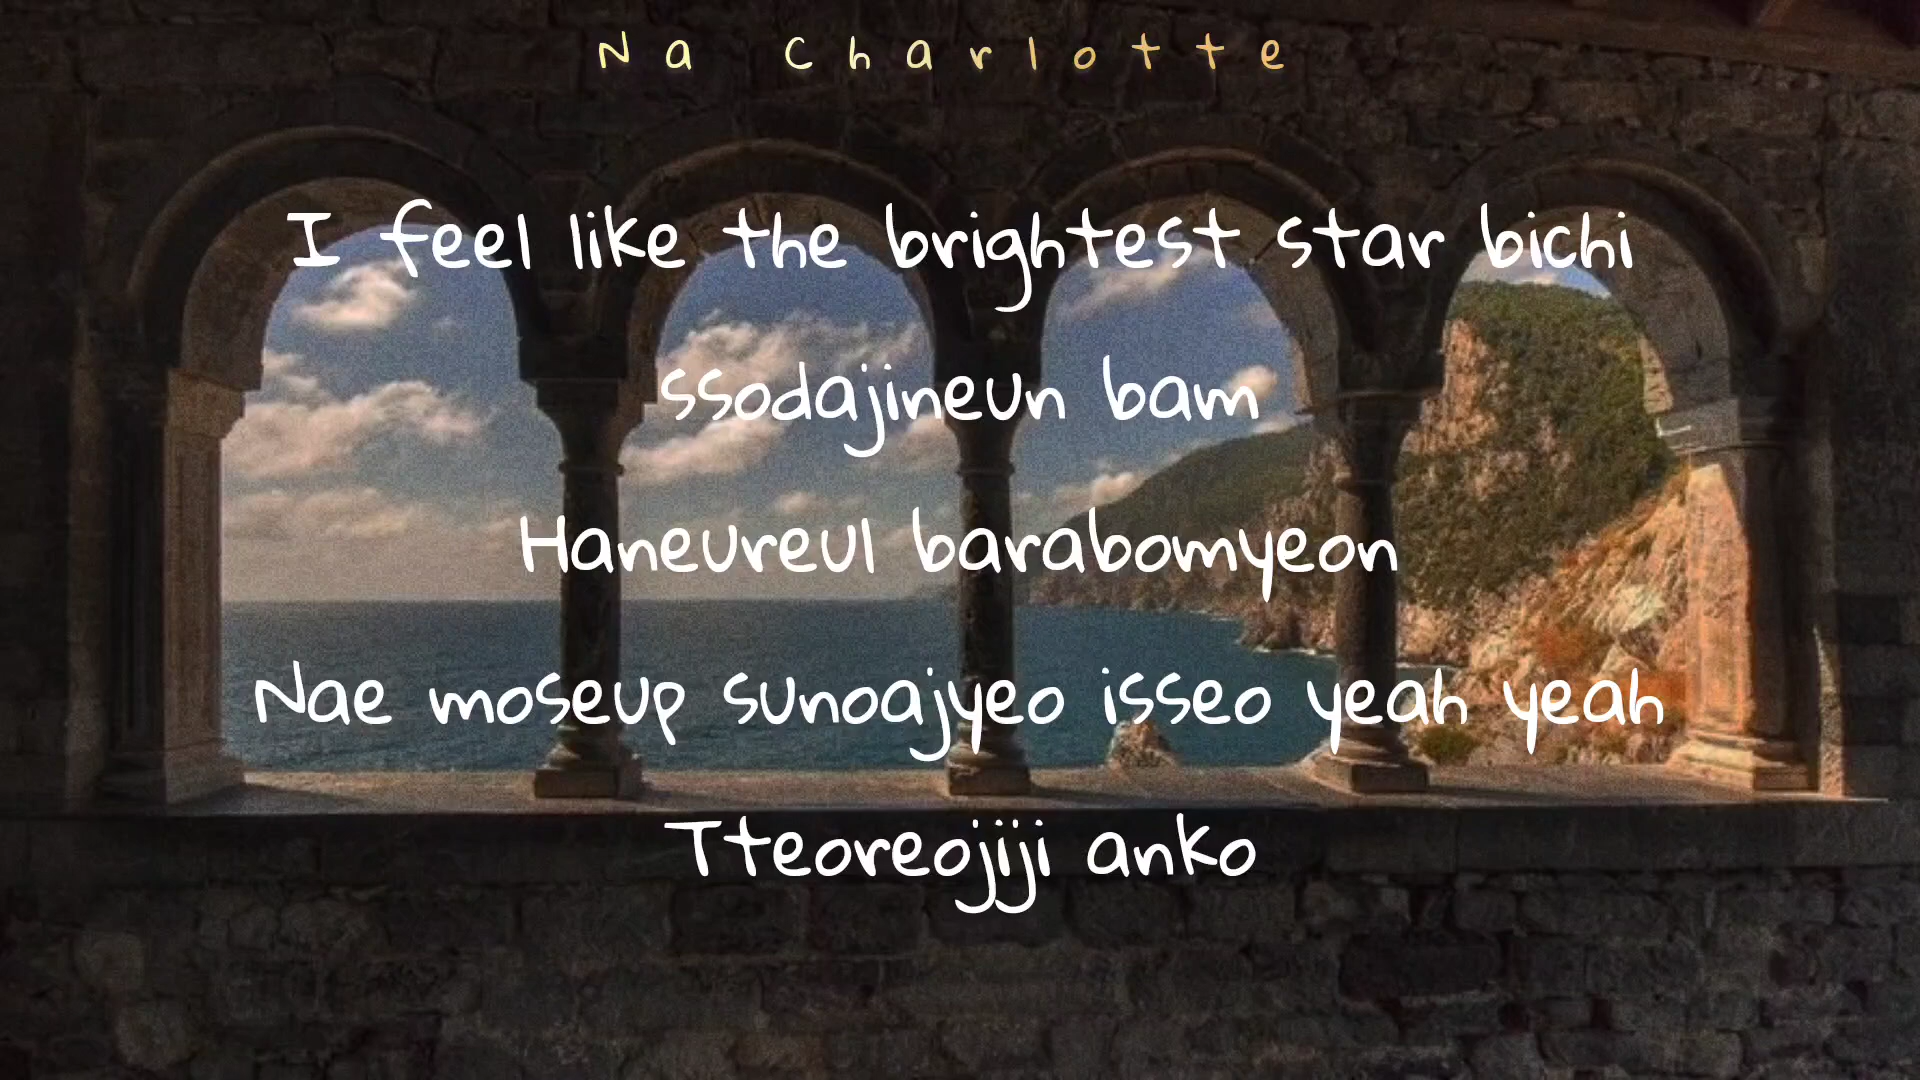 Na Charlotte
I feel like the brightest star bichi
ssodajineun bam
Haneureul barabomyeon
Nae moseup sunoajyeo isseo yeah yeah
Tteoreojiji anko